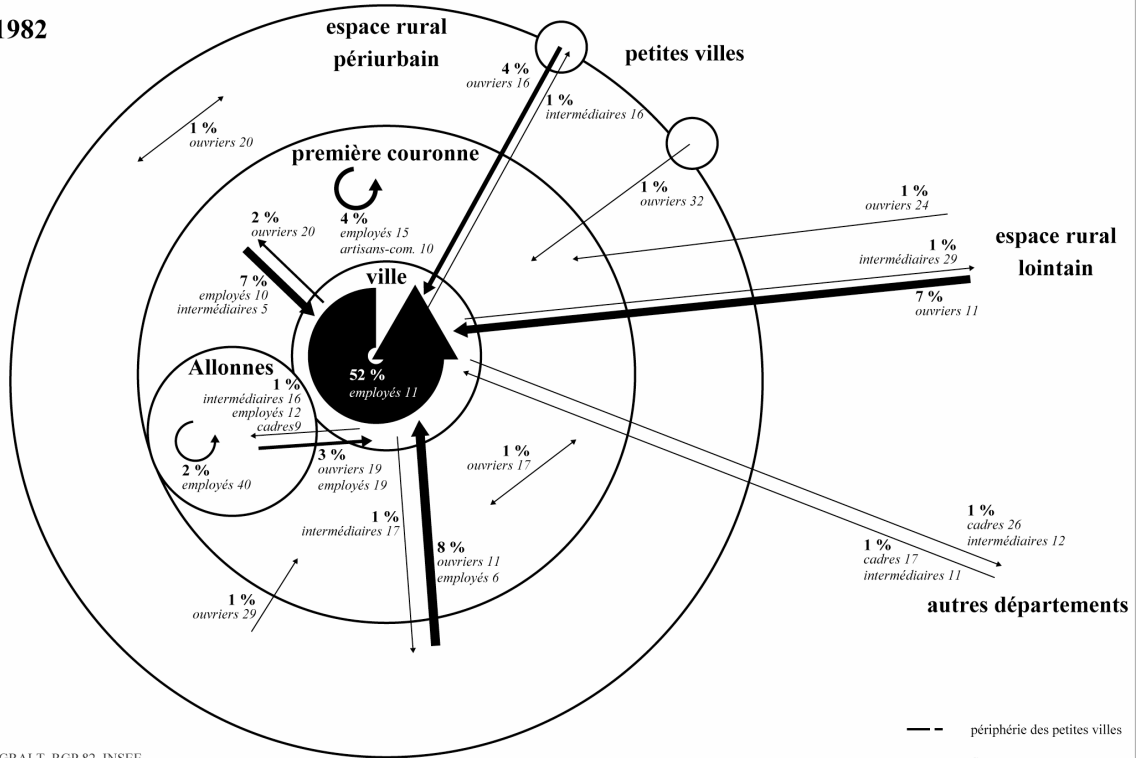 1982
espace rural
périurbain
petites villes
4 %
ouvriers 16
1 %
intermédiaires 16
1 %
ouvriers 20
première couronne
1 %
ouvriers 32
1 %
ouvriers 24
2 %
ouvriers 20
4 %
employés 15
artisans-com. 10
espace rural
lointain
1 %
intermédiaires 29
ville
7 %
employés 10
intermédiaires 5
7 %
ouvriers 11
Allonnes
52 %
employés 11
1 %
intermédiaires 16
employés 12
cadres9
2 %
employés 40
3 %
ouvriers 19
employés 19
1 %
ouvriers 17
1 %
intermédiaires 17
8 %
ouvriers 11
employés 6
1 %
cadres 26
intermédiaires 12
1 %
cadres 17
intermédiaires 11
1 %
ouvriers 29
autres départements
périphérie des petites villes